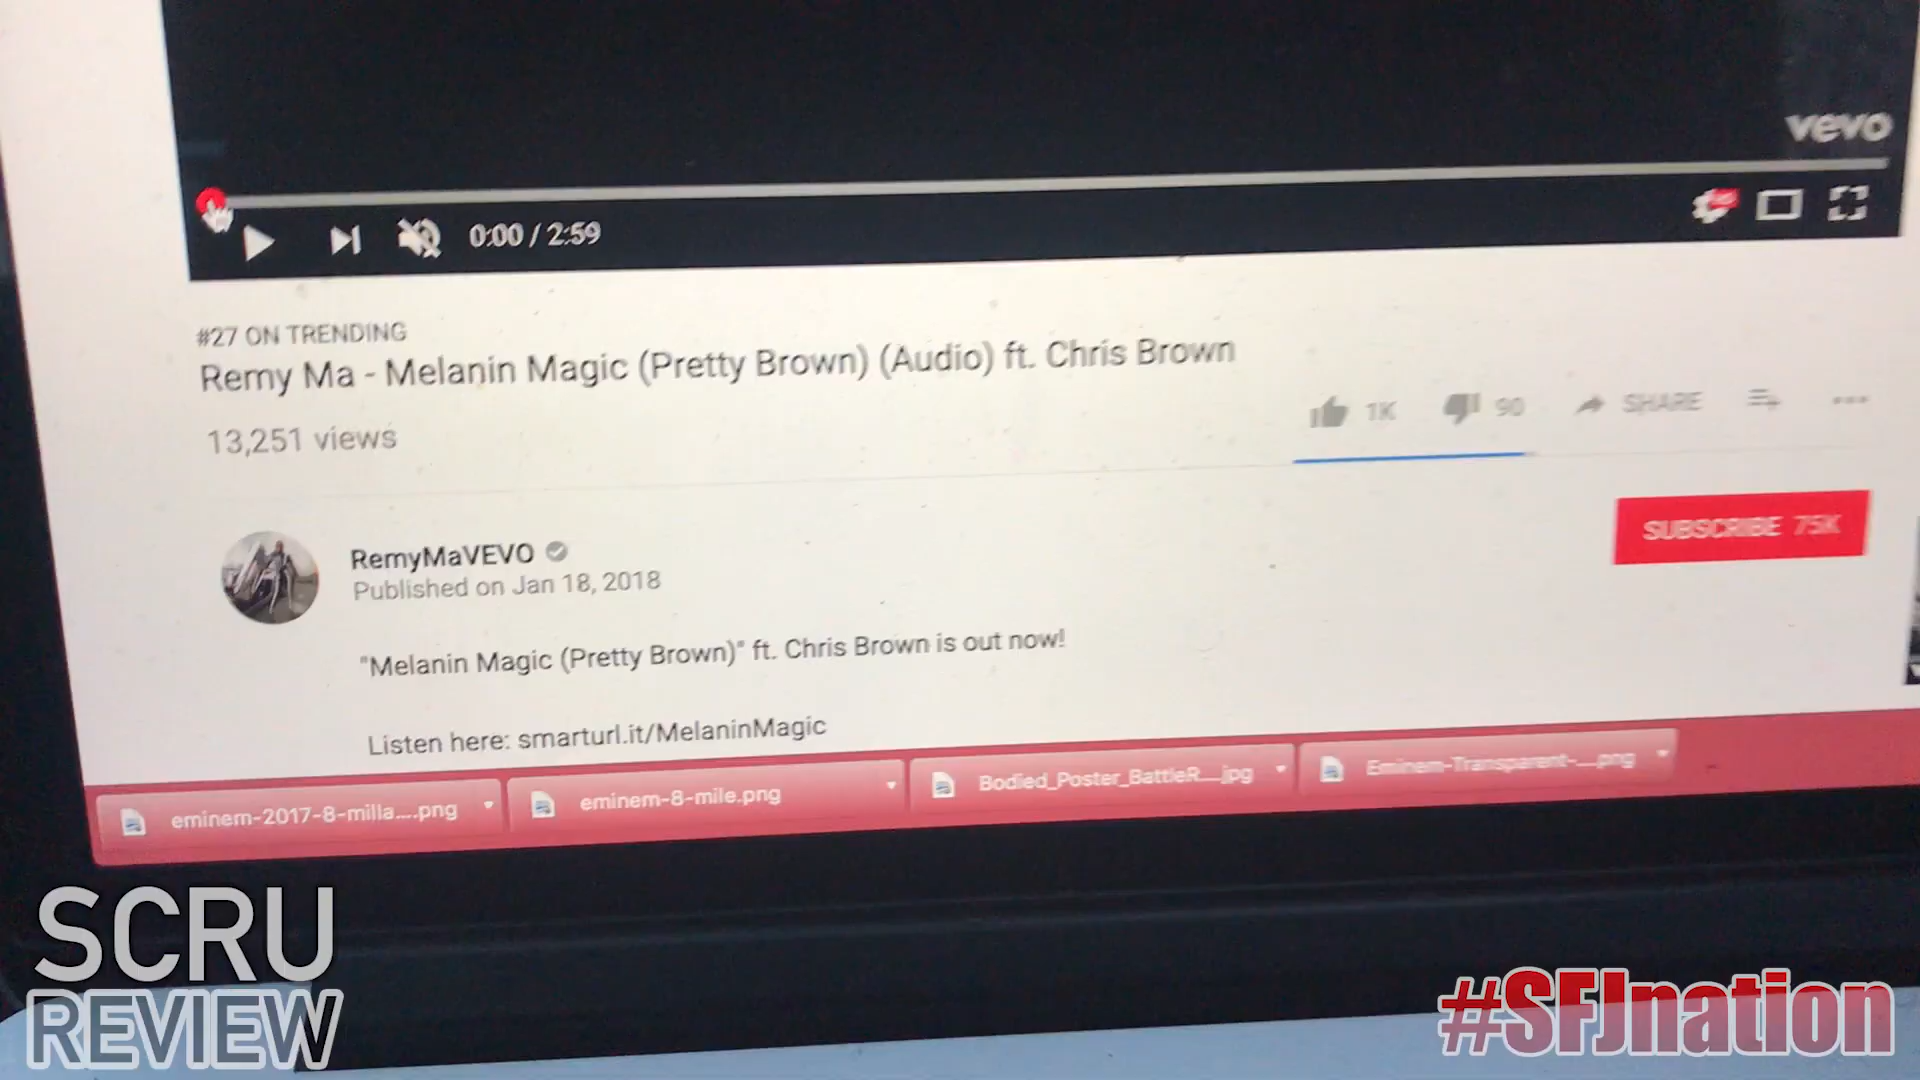 vevo
0:00 / 2:59
#27 ON TRENDING
Remy Ma - Melanin Magic (Pretty Brown) (Audio) ft. Chris Brown
13,251 views
1K
90
SHARE
RemyMaVEVO
Published on Jan 18, 2018
SUBSCRIBE 75K
"Melanin Magic (Pretty Brown)" ft. Chris Brown is out now!
Listen here: smarturl.it/MelaninMagic
eminem-2017-8-milla....png
eminem-8-mile.png
Bodied_Poster_BattleR....jpg
Eminem-Transparent-....png
SCRU
REVIEW
#SFJnation